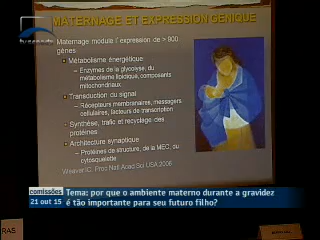 MATERNAGE ET EXPRESSION GENIQUE
Maternage module l'expression de > 900
gènes
Métabolisme énergétique
– Enzymes de la glycolyse, du
métabolisme lipidique, composants
mitochondriaux
Transduction du signal
– Récepteurs membranaires, messagers
cellulaires, facteurs de transcription
Synthèse, trafic et recyclage des
protéines
Architecture synaptique
– Protéines de structure, de la MEC, du
cytosquelette
Weaver IC. Proc Natl Acad Sci USA, 2006
comissões
21 out 15
Tema: por que o ambiente materno durante a gravidez
é tão importante para seu futuro filho?
RAS